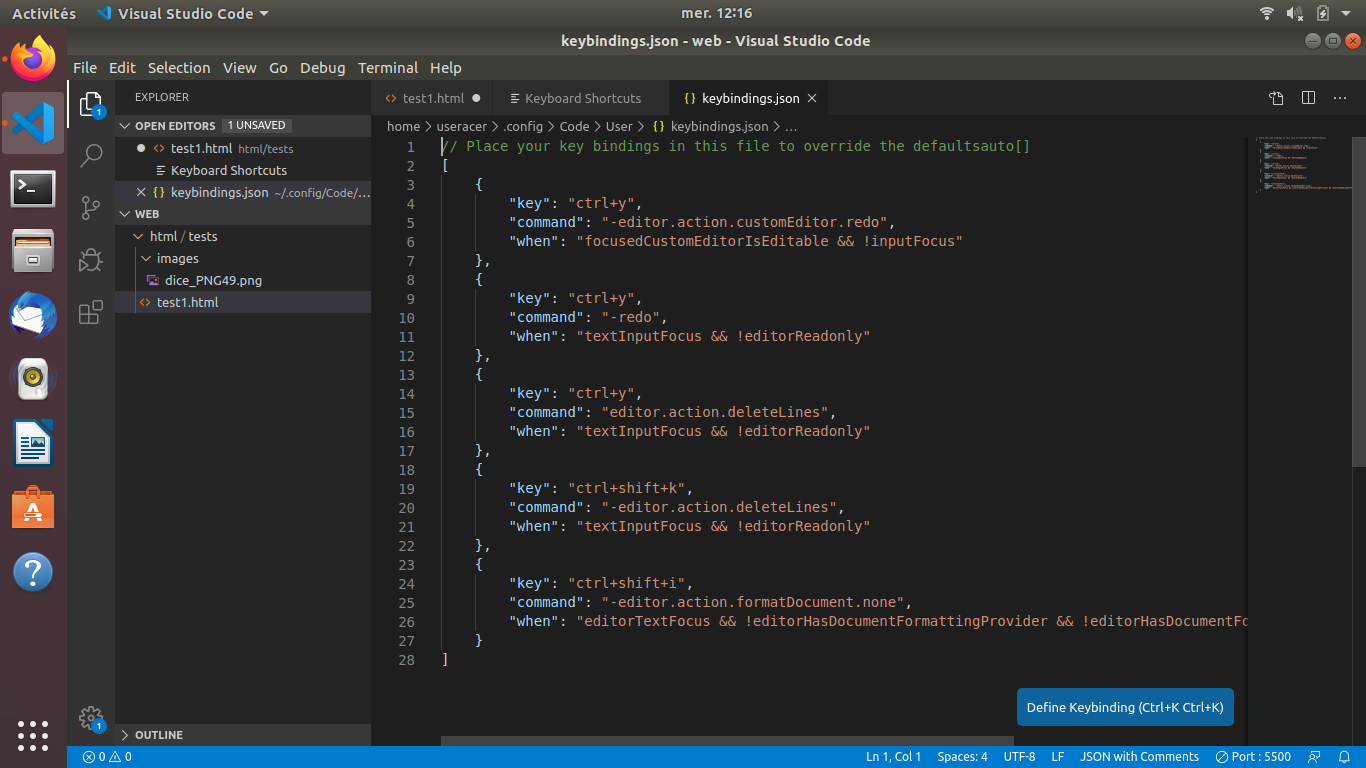 Activités
Visual Studio Code
mer. 12:16
keybindings.json - web - Visual Studio Code
File Edit Selection View Go Debug Terminal Help
EXPLORER
OPEN EDITORS 1 UNSAVED
test1.html html/tests
Keyboard Shortcuts
keybindings.json ~/.config/Code/...
WEB
html / tests
images
dice_PNG49.png
test1.html
OUTLINE
1
1
test1.html
Keyboard Shortcuts
keybindings.json
home > useracer > .config > Code > User > {} keybindings.json > ...
1 // Place your key bindings in this file to override the defaultsauto[]
2 [
3 {
4 "key": "ctrl+y",
5 "command": "-editor.action.customEditor.redo",
6 "when": "focusedCustomEditorIsEditable && !inputFocus"
7 },
8 {
9 "key": "ctrl+y",
10 "command": "-redo",
11 "when": "textInputFocus && !editorReadonly"
12 },
13 {
14 "key": "ctrl+y",
15 "command": "editor.action.deleteLines",
16 "when": "textInputFocus && !editorReadonly"
17 },
18 {
19 "key": "ctrl+shift+k",
20 "command": "-editor.action.deleteLines",
21 "when": "textInputFocus && !editorReadonly"
22 },
23 {
24 "key": "ctrl+shift+i",
25 "command": "-editor.action.formatDocument.none",
26 "when": "editorTextFocus && !editorHasDocumentFormattingProvider && !editorHasDocumentFo
27 }
28 ]
Define Keybinding (Ctrl+K Ctrl+K)
0 0
Ln 1, Col 1 Spaces: 4 UTF-8 LF JSON with Comments Port : 5500